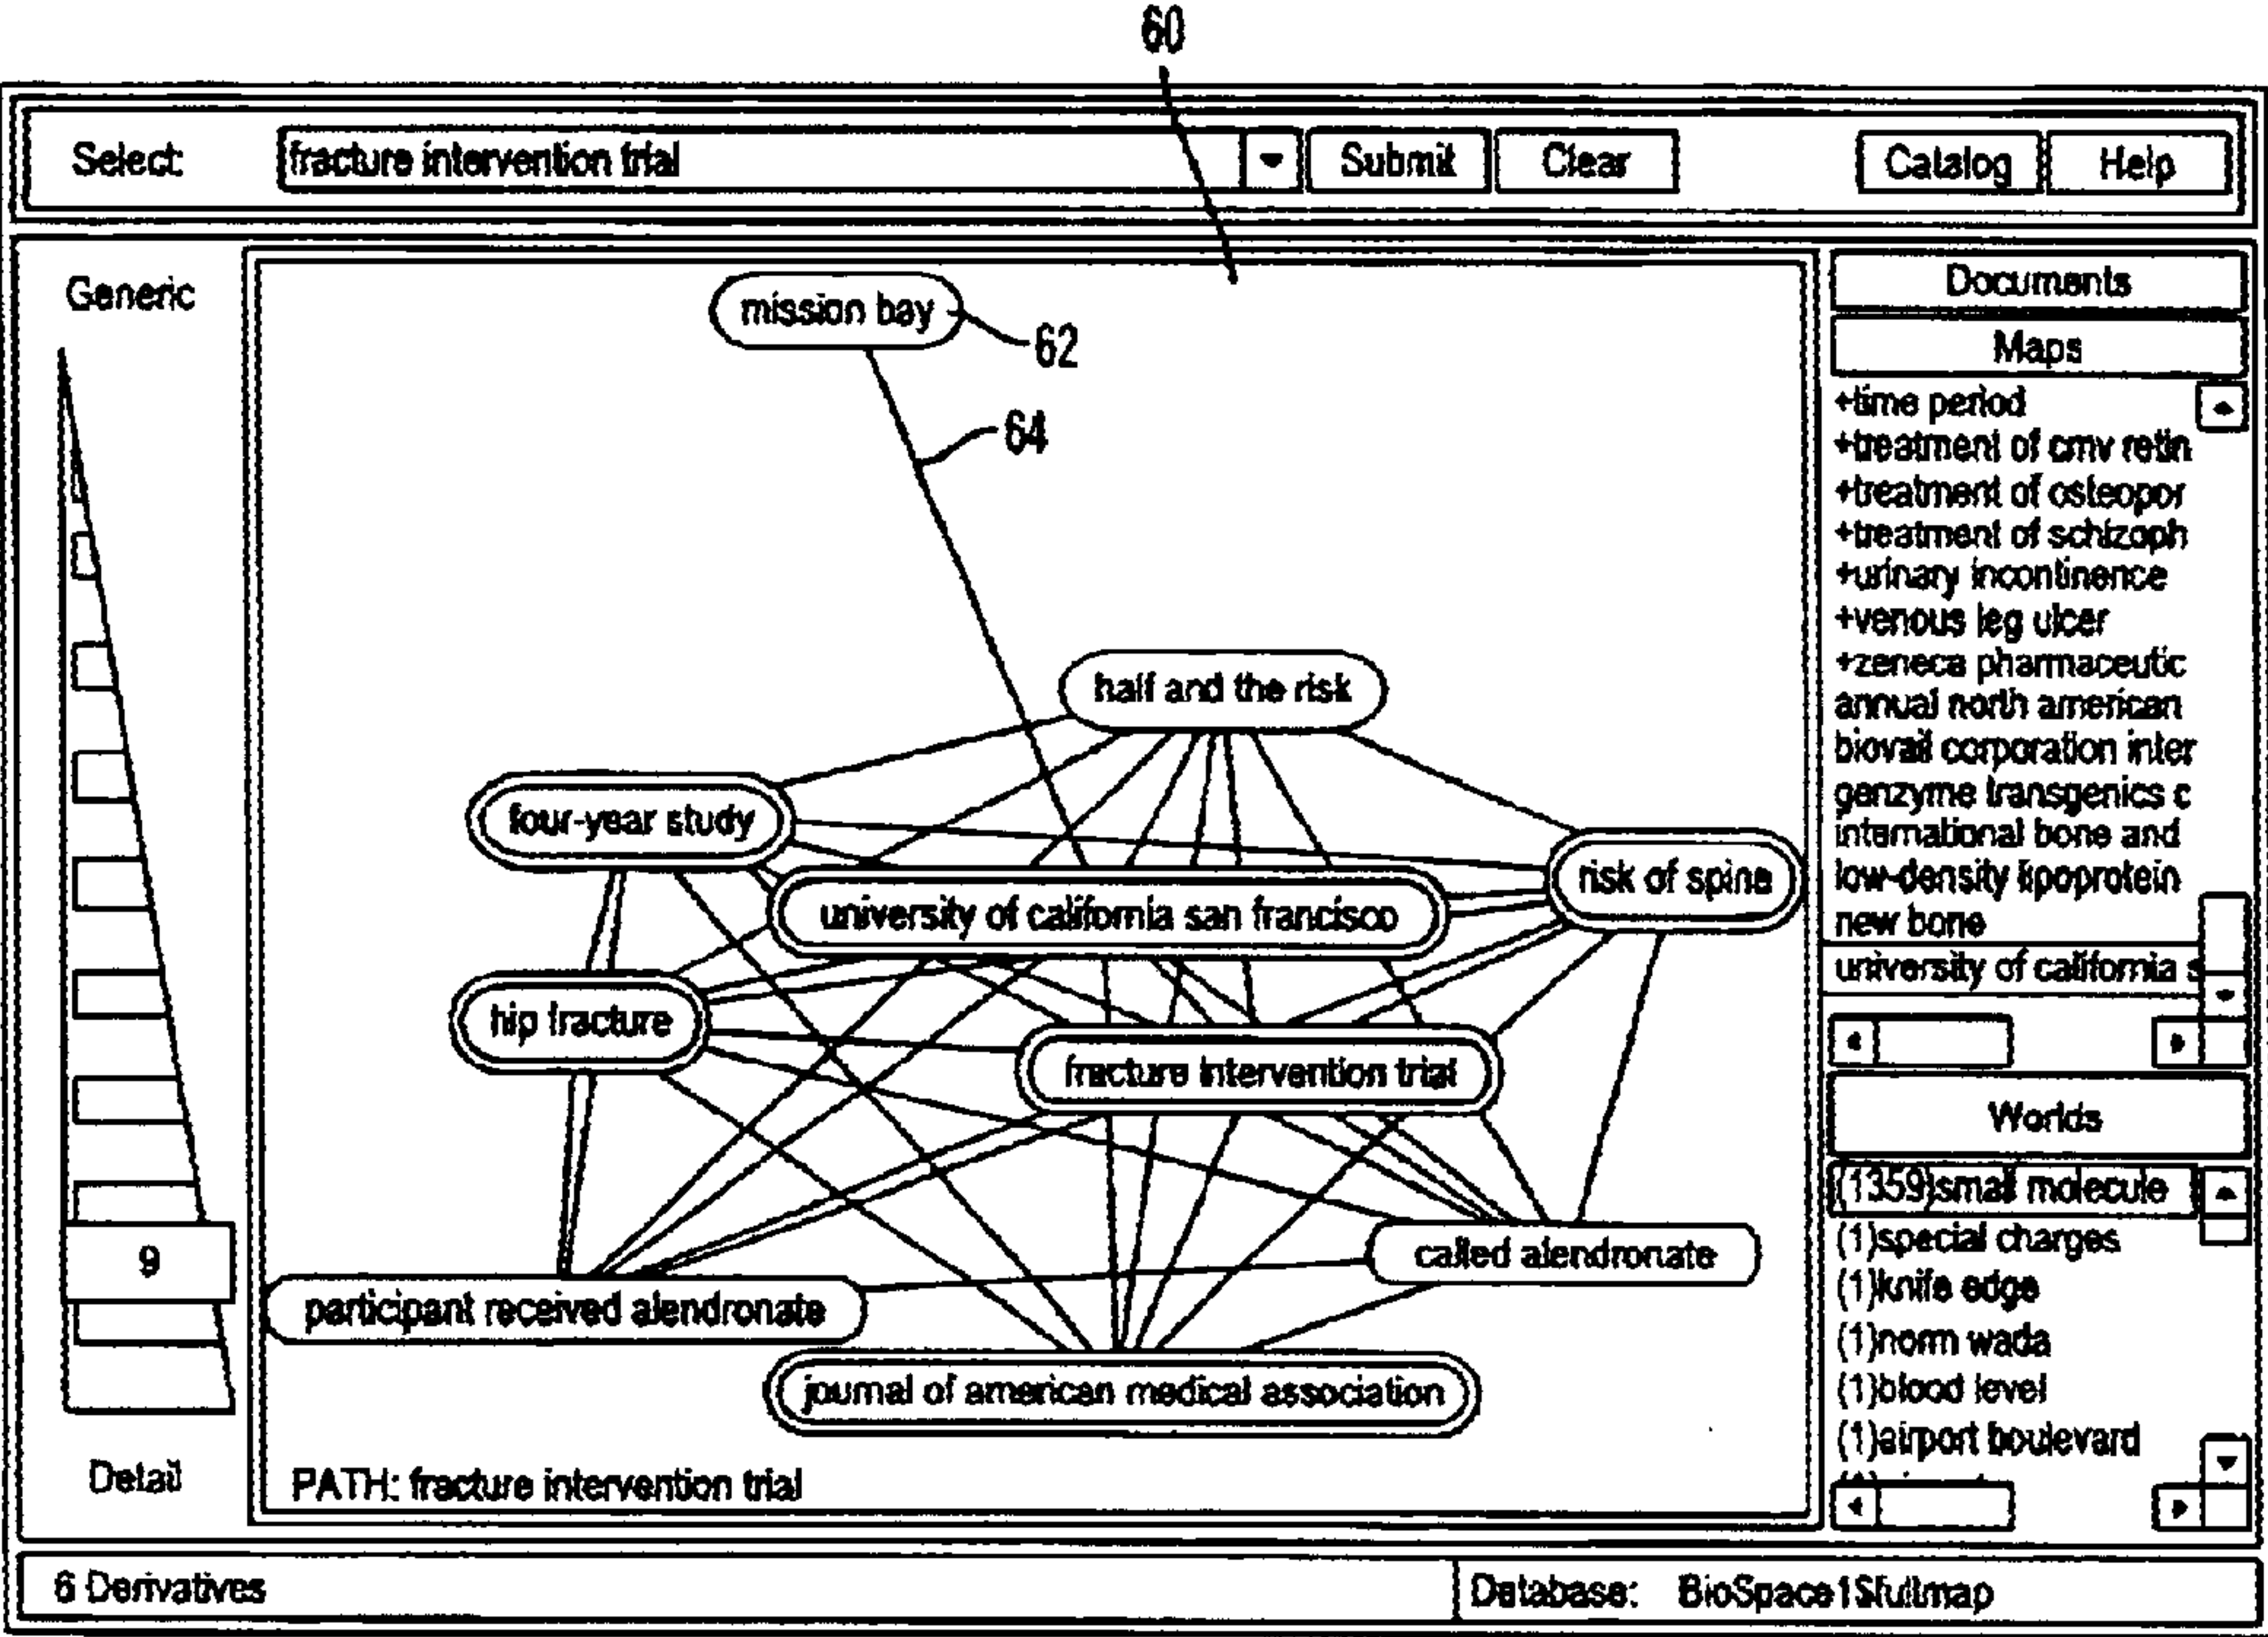 60
Select: fracture intervention trial Submit Clear Catalog Help
Generic
mission bay
62
64
half and the risk
four-year study
risk of spine
university of california san francisco
hip fracture
fracture intervention trial
called alendronate
9
participant received alendronate
journal of american medical association
Detail
PATH: fracture intervention trial
Documents
Maps
+time period
+treatment of cmv retin
+treatment of osteopor
+treatment of schizoph
+urinary incontinence
+venous leg ulcer
+zeneca pharmaceutic
annual north american
biovail corporation inter
genzyme transgenics c
international bone and
low-density lipoprotein
new bone
university of california s
Worlds
(1359)small molecule
(1)special charges
(1)knife edge
(1)norm wada
(1)blood level
(1)airport boulevard
6 Derivatives
Database: BioSpace1$fullmap